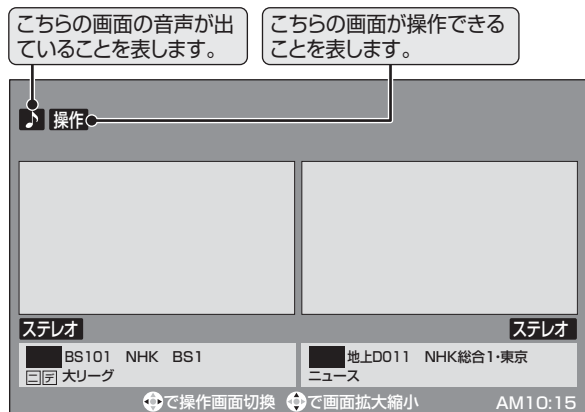 こちらの画面の音声が出
ていることを表します。
こちらの画面が操作できる
ことを表します。
♪ 操作
ステレオ
ステレオ
BS101 NHK BS1
二デ 大リーグ
地上D011 NHK総合1・東京
ニュース
で操作画面切換 で画面拡大縮小 AM10:15